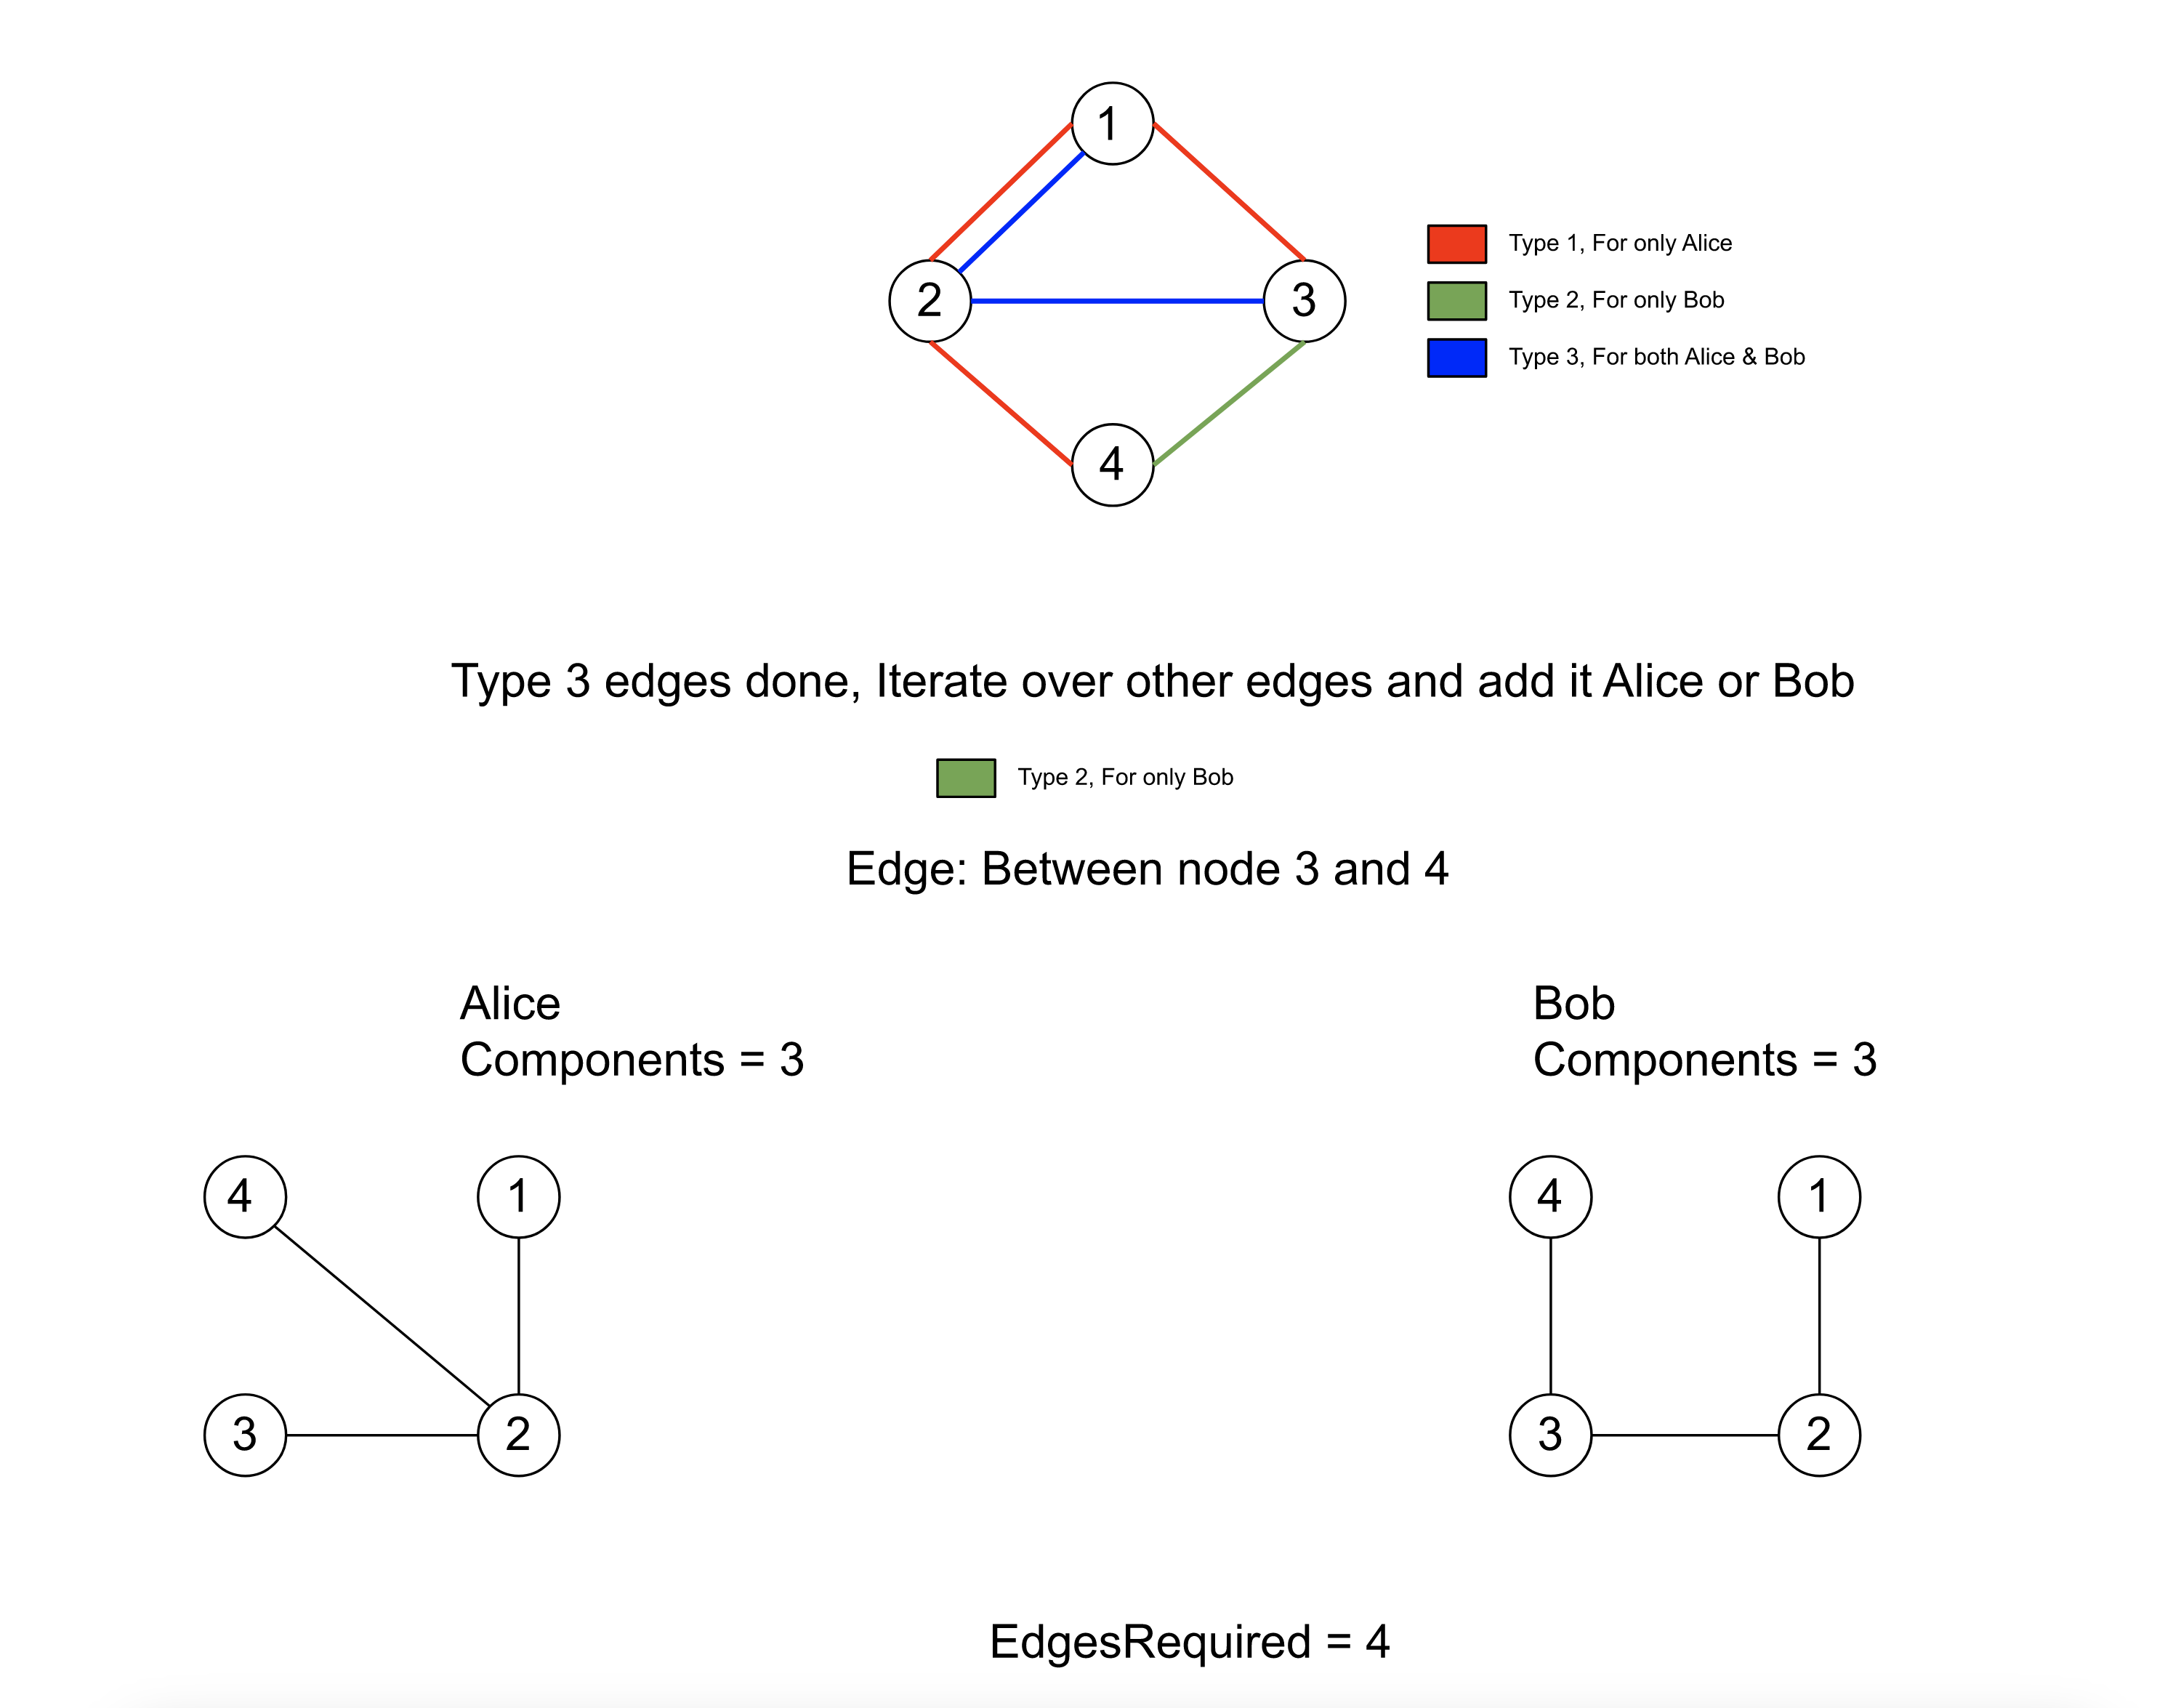 1
2
3
4
Type 1, For only Alice
Type 2, For only Bob
Type 3, For both Alice & Bob
Type 3 edges done, Iterate over other edges and add it Alice or Bob
Type 2, For only Bob
Edge: Between node 3 and 4
Alice
Components = 3
4
1
3
2
Bob
Components = 3
4
1
3
2
EdgesRequired = 4